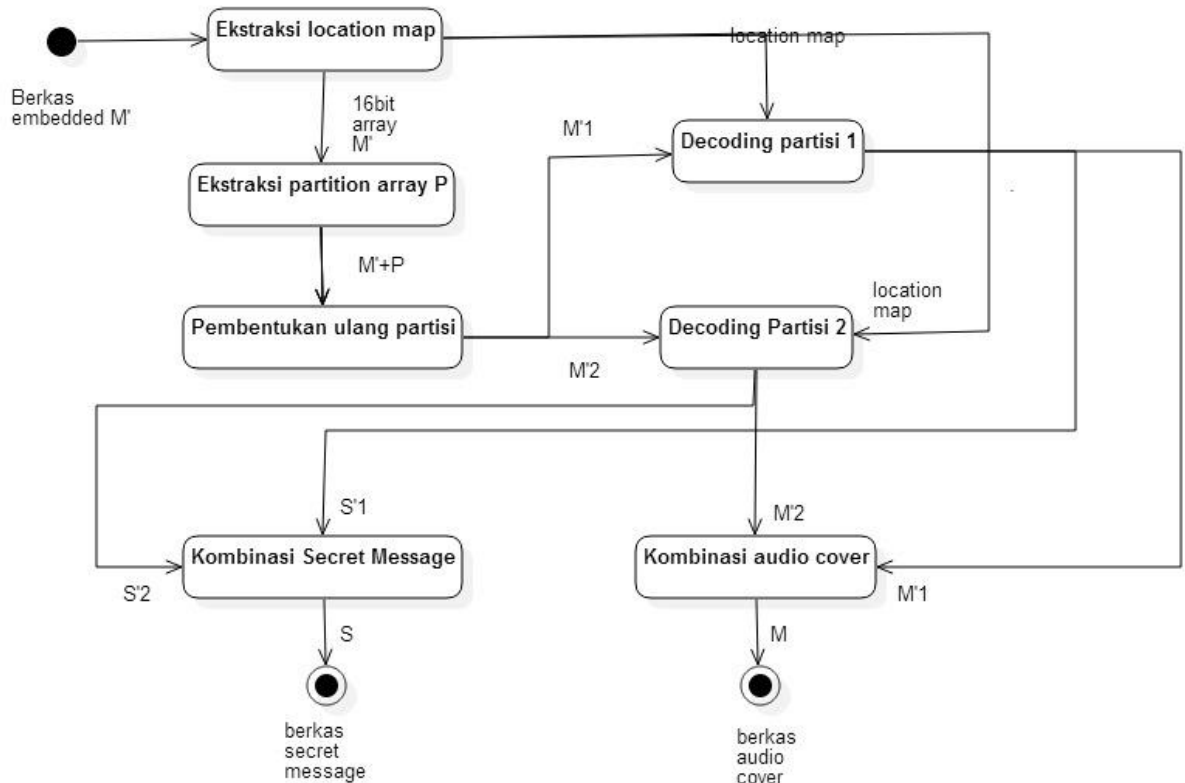 Ekstraksi location map
location map
Berkas
embedded M'
16bit
array
M'
M'1
Decoding partisi 1
Ekstraksi partition array P
M'+P
location
map
Pembentukan ulang partisi
Decoding Partisi 2
M'2
S'1
M'2
Kombinasi Secret Message
Kombinasi audio cover
S'2
M'1
S
M
berkas
secret
message
berkas
audio
cover